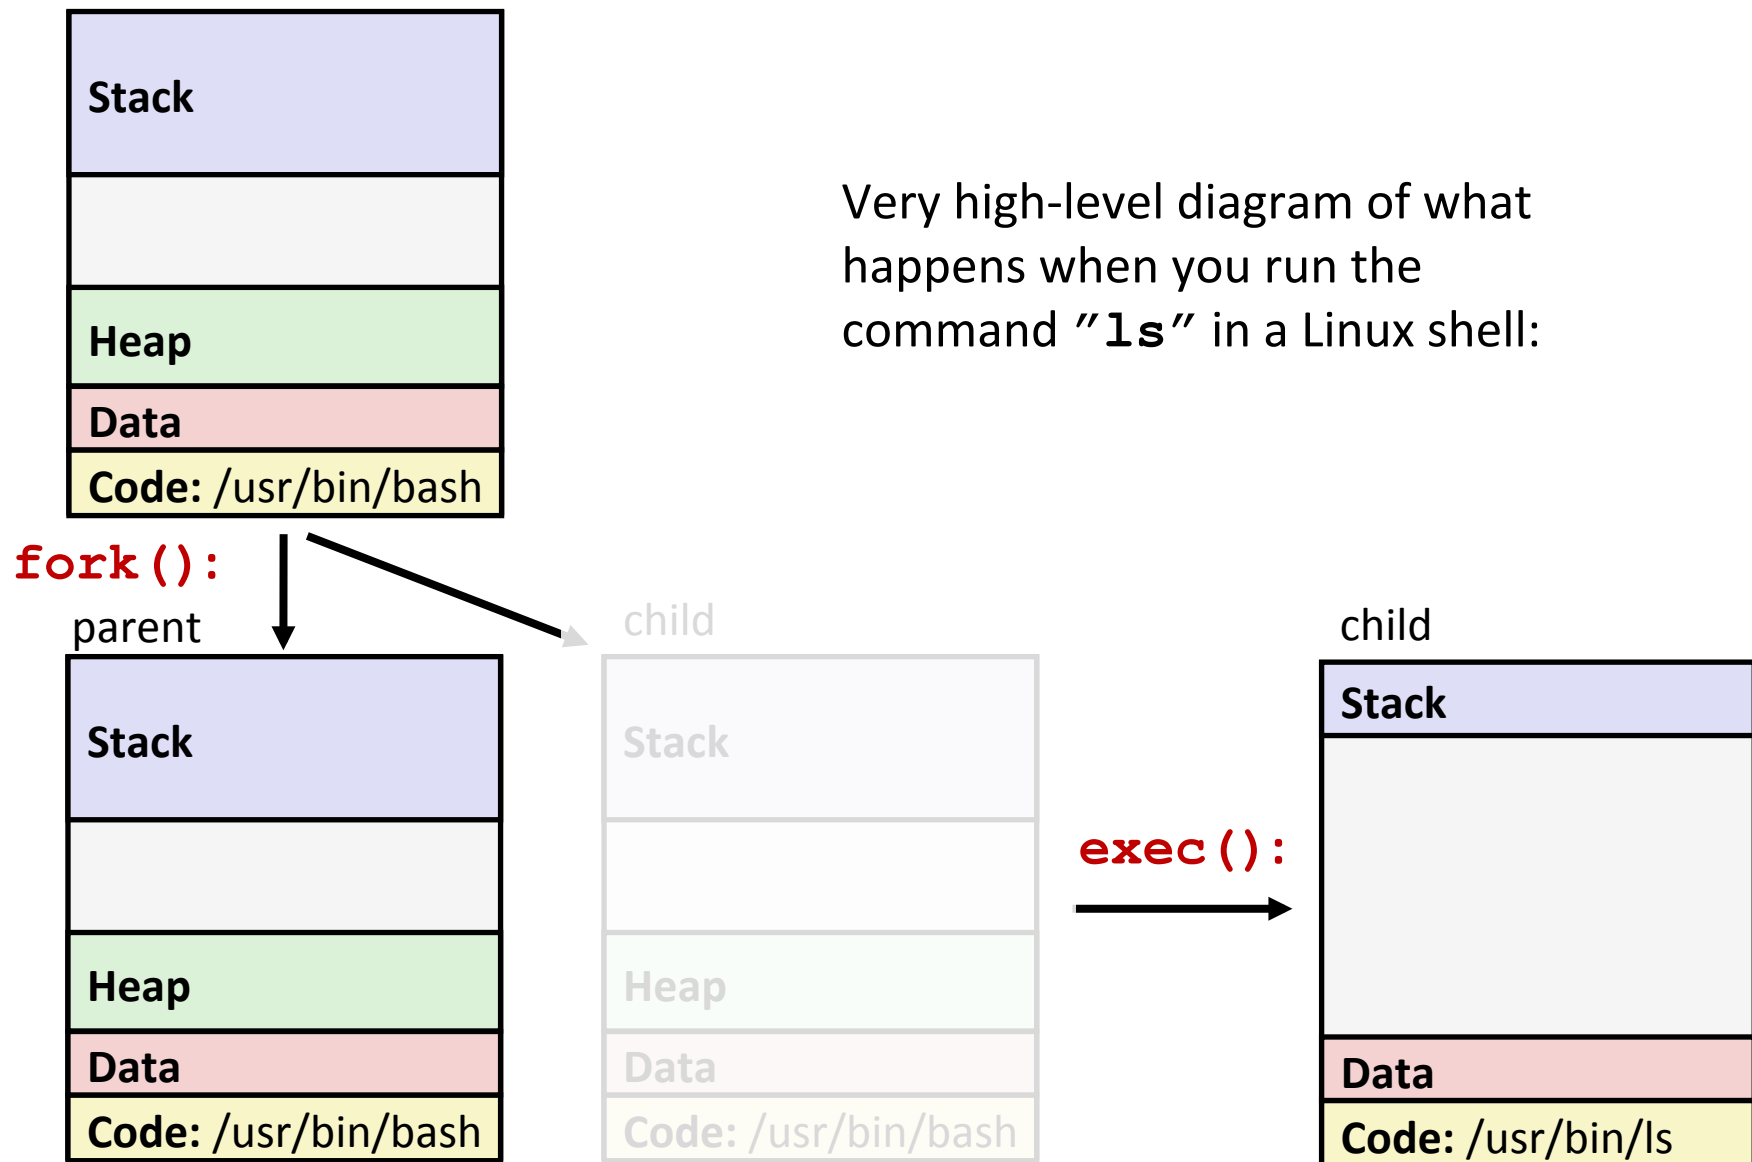 Stack
Heap
Data
Code: /usr/bin/bash
Very high-level diagram of what
happens when you run the
command "ls" in a Linux shell:
fork():
parent
Stack
Heap
Data
Code: /usr/bin/bash
child
Stack
Heap
Data
Code: /usr/bin/bash
exec():
child
Stack
Data
Code: /usr/bin/ls